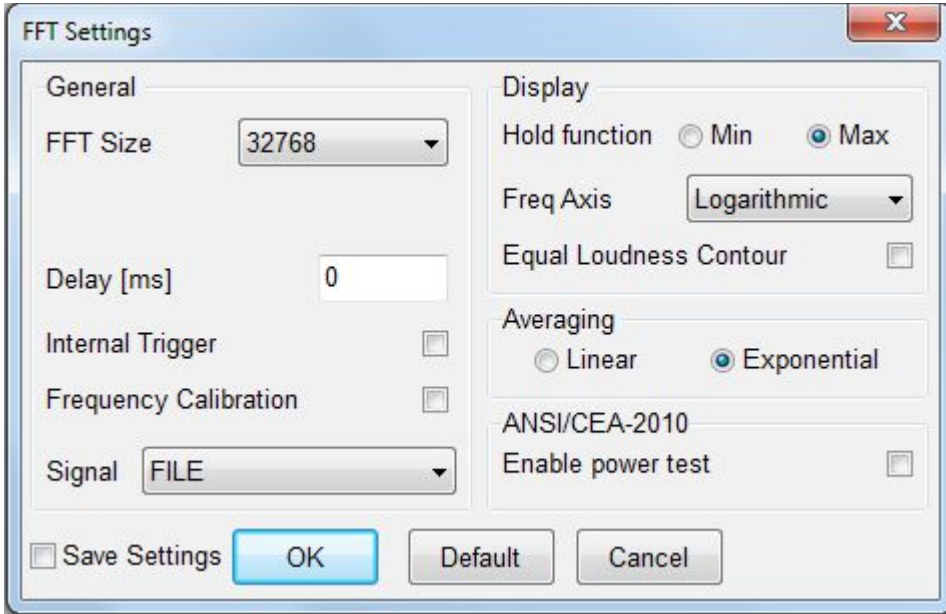 FFT Settings
General
FFT Size 32768
Delay [ms] 0
Internal Trigger
Frequency Calibration
Signal FILE
Display
Hold function Min Max
Freq Axis Logarithmic
Equal Loudness Contour
Averaging
Linear Exponential
ANSI/CEA-2010
Enable power test
Save Settings OK Default Cancel